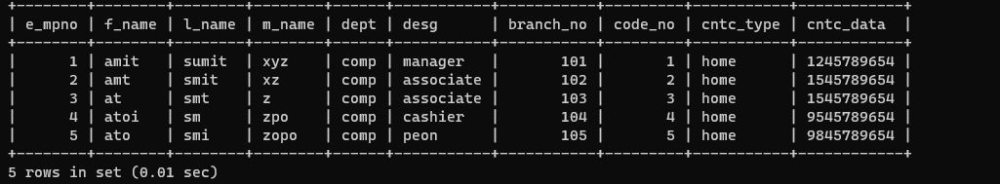 +---------+--------+--------+--------+------+-----------+-----------+---------+-----------+------------+
| e_mpno | f_name | l_name | m_name | dept | desg | branch_no | code_no | cntc_type | cntc_data |
+---------+--------+--------+--------+------+-----------+-----------+---------+-----------+------------+
| 1 | amit | sumit | xyz | comp | manager | 101 | 1 | home | 1245789654 |
| 2 | amt | smit | xz | comp | associate | 102 | 2 | home | 1545789654 |
| 3 | at | smt | z | comp | associate | 103 | 3 | home | 1545789654 |
| 4 | atoi | sm | zpo | comp | cashier | 104 | 4 | home | 9545789654 |
| 5 | ato | smi | zopo | comp | peon | 105 | 5 | home | 9845789654 |
+---------+--------+--------+--------+------+-----------+-----------+---------+-----------+------------+
5 rows in set (0.01 sec)